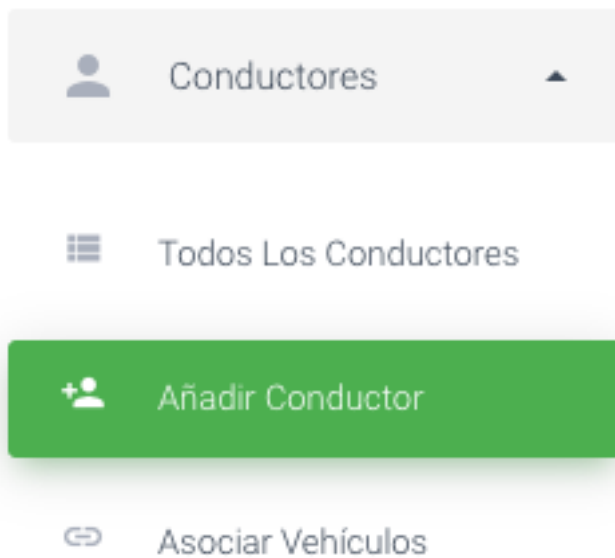 Conductores
Todos Los Conductores
Añadir Conductor
Asociar Vehículos